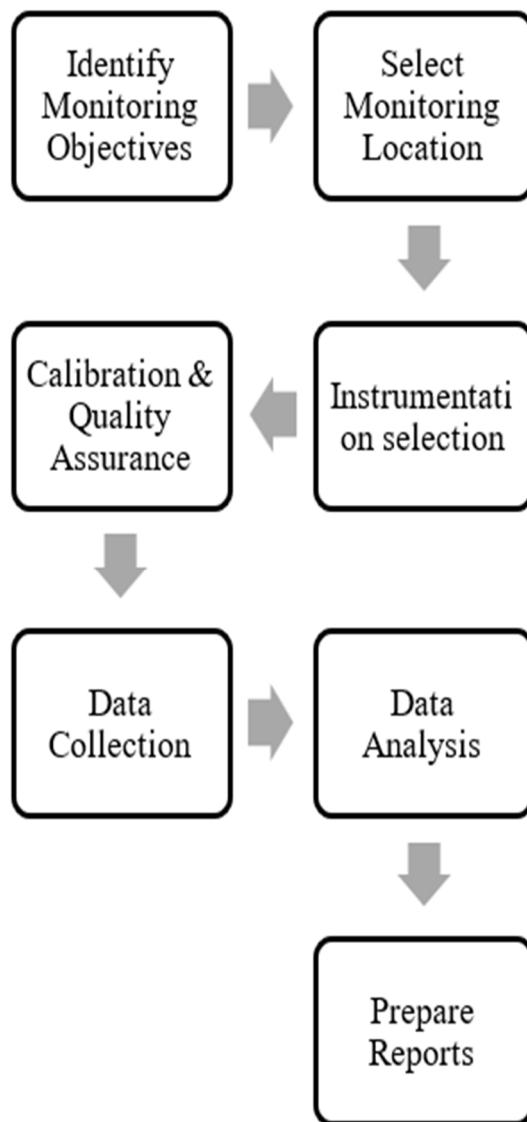 Identify
Monitoring
Objectives
Select
Monitoring
Location
Instrumentati
on selection
Calibration &
Quality
Assurance
Data
Collection
Data
Analysis
Prepare
Reports